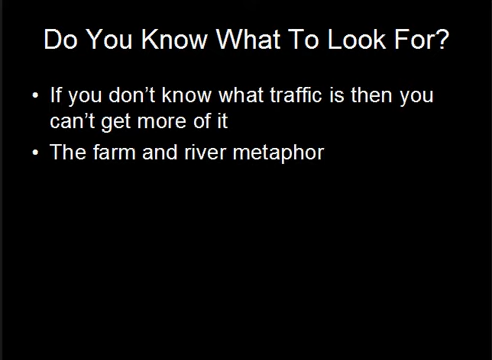 Do You Know What To Look For?
• If you don't know what traffic is then you
can't get more of it
• The farm and river metaphor